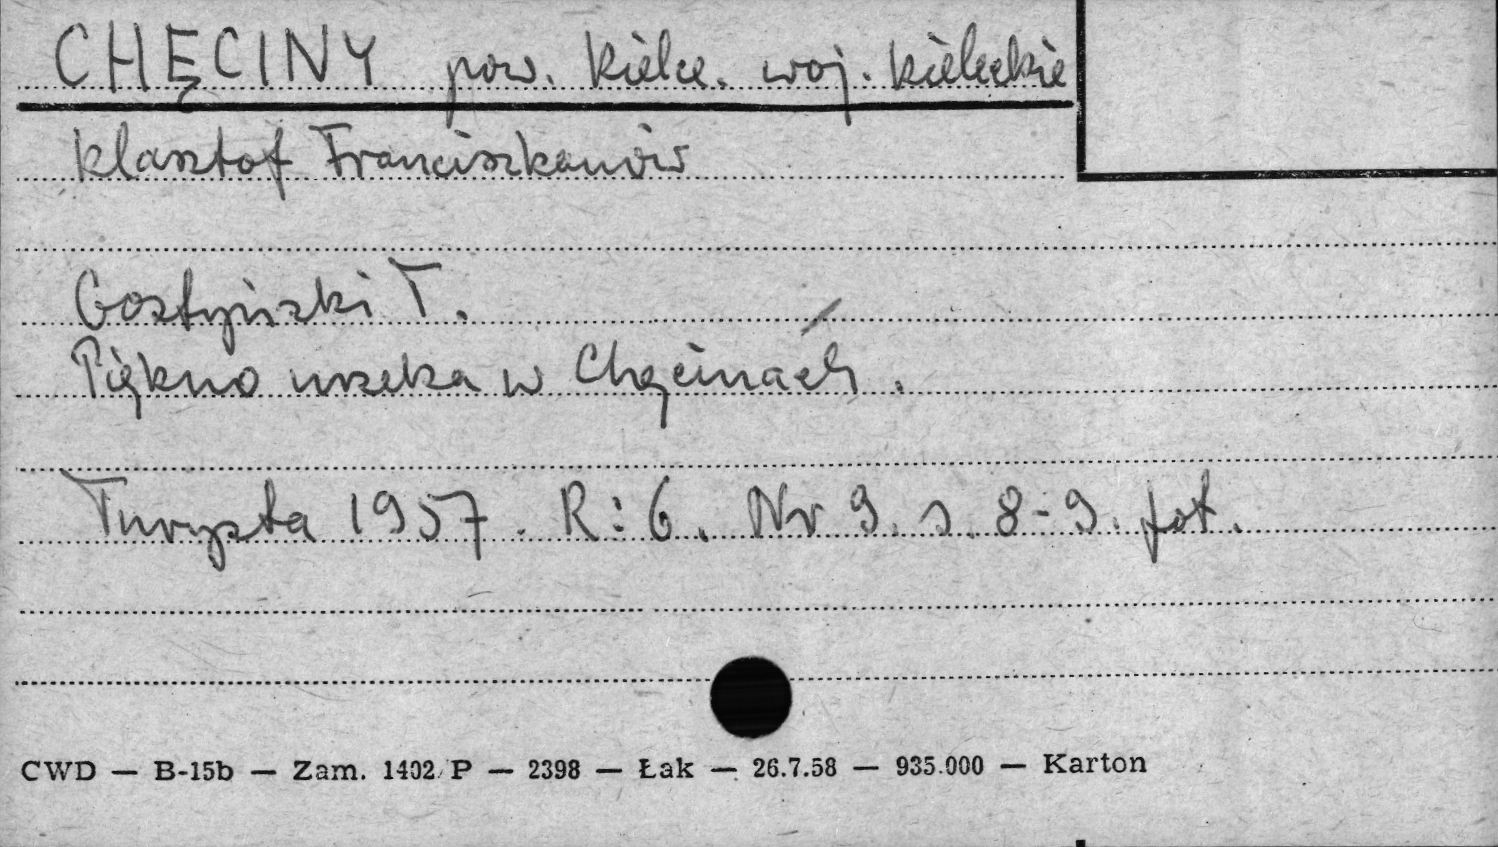 CHĘCINY pow. Kielce. woj. kieleckie
klasztor Franciszkanów
Gostyński T.
Piękno urzeka w Chęcinach.
Turysta 1957. R: 6. Nr 9. s. 8-9. fot.
CWD — B-15b — Zam. 1402/P — 2398 — Łak — 26.7.58 — 935.000 — Karton